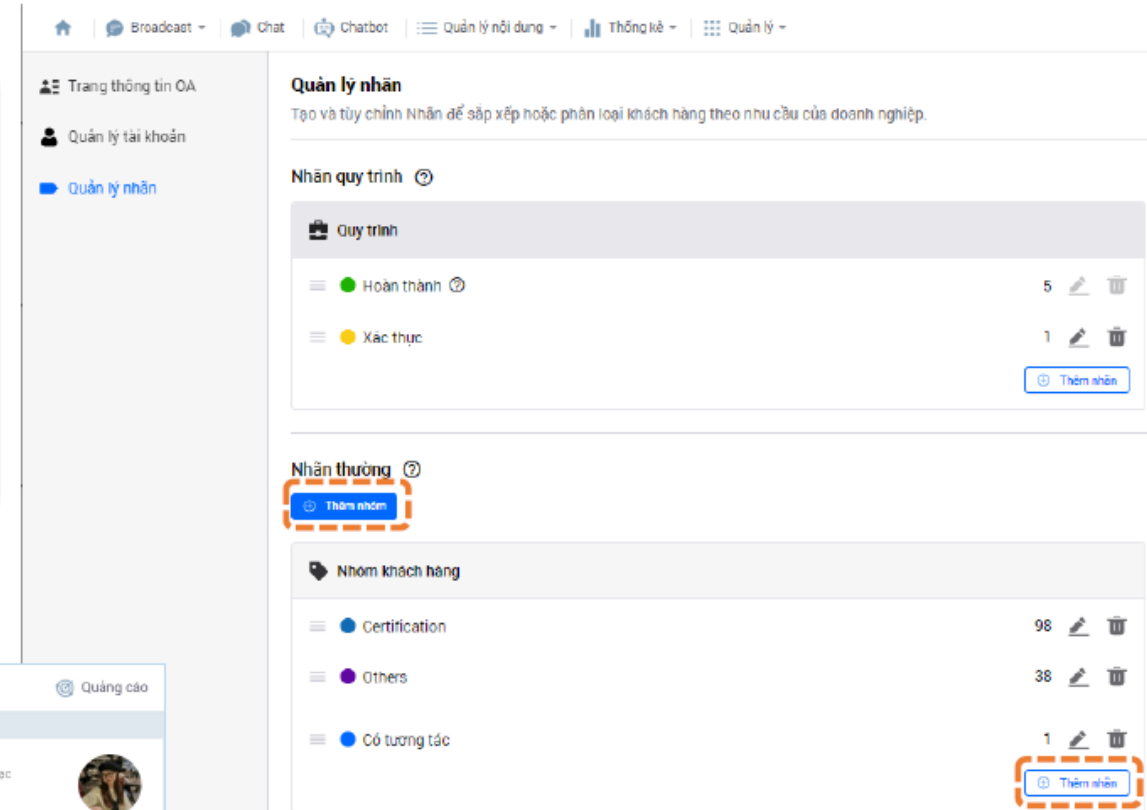 Broadcast Chat Chatbot Quản lý nội dung Thống kê Quản lý
Trang thông tin OA
Quản lý tài khoản
Quản lý nhãn
Quản lý nhãn
Tạo và tùy chỉnh Nhãn để sắp xếp hoặc phân loại khách hàng theo nhu cầu của doanh nghiệp.
Nhãn quy trình ?
Quy trình
Hoàn thành ? 5
Xác thực 1
Thêm nhãn
Nhãn thường ?
Thêm nhóm
Nhóm khách hàng
Certification 98
Others 38
Có tương tác 1
Thêm nhãn
Quảng cáo
ạc